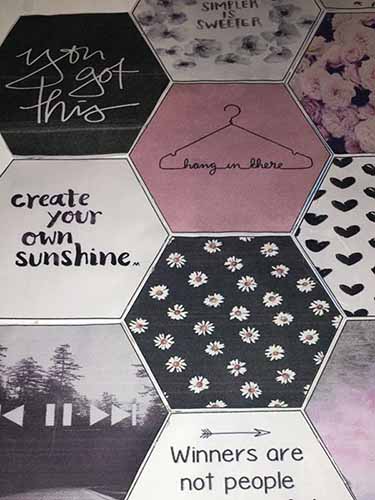 SIMPLER
IS
SWEETER
you
got
this
hang in there
create
your
own
sunshine
Winners are
not people